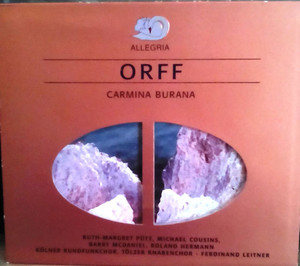 ALLEGRIA
ORFF
CARMINA BURANA
RUTH-MARGRET PÜTZ, MICHAEL COUSINS,
BARRY MCDANIEL, ROLAND HERMANN
KÖLNER RUNDFUNKCHOR, TÖLZER KNABENCHOR · FERDINAND LEITNER